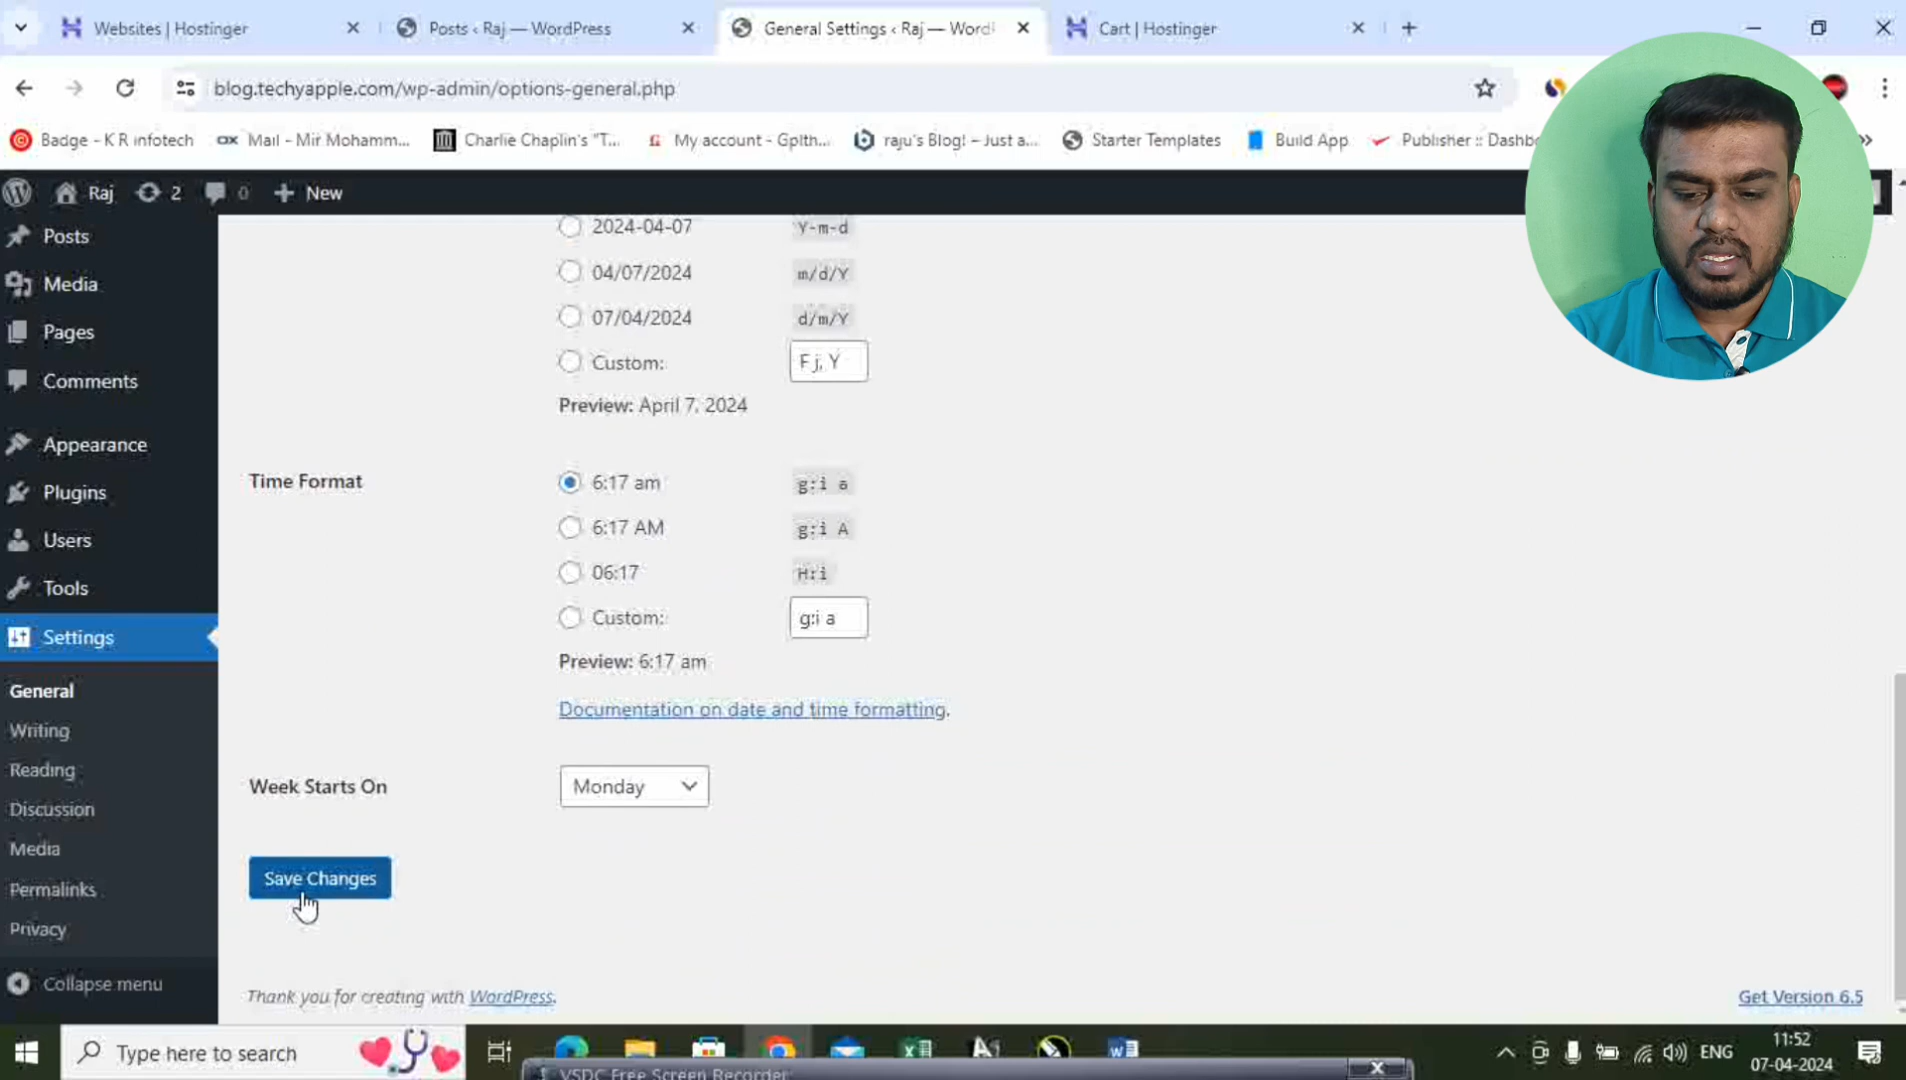 Websites | Hostinger
Posts ‹ Raj — WordPress
General Settings ‹ Raj — Word
Cart | Hostinger
blog.techyapple.com/wp-admin/options-general.php
Badge - K R infotech
Mail - Mir Mohamm...
Charlie Chaplin's "T...
My account - Gplth...
raju's Blog! – Just a...
Starter Templates
Build App
Publisher :: Dashb
Raj
2
0
New
Posts
Media
Pages
Comments
Appearance
Plugins
Users
Tools
Settings
General
Writing
Reading
Discussion
Media
Permalinks
Privacy
Collapse menu
2024-04-07 Y-m-d
04/07/2024 m/d/Y
07/04/2024 d/m/Y
Custom: F j, Y
Preview: April 7, 2024
Time Format
6:17 am g:i a
6:17 AM g:i A
06:17 H:i
Custom: g:i a
Preview: 6:17 am
Documentation on date and time formatting.
Week Starts On Monday
Save Changes
Thank you for creating with WordPress.
Get Version 6.5
Type here to search
VSDC Free Screen Recorder
ENG
11:52
07-04-2024